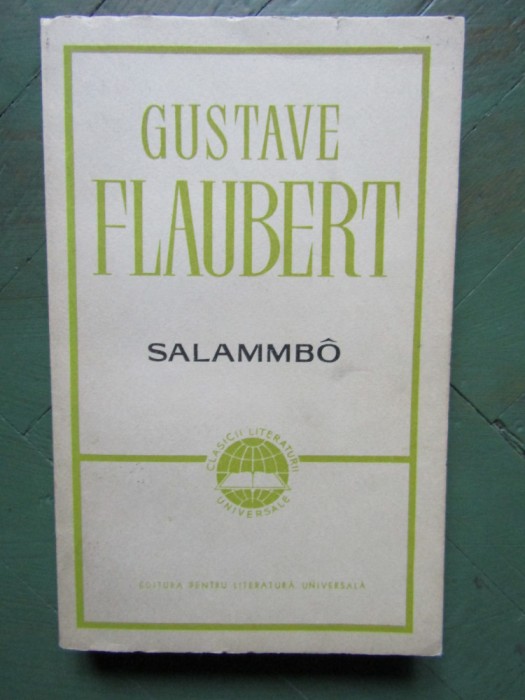 GUSTAVE
FLAUBERT
SALAMMBÔ
CLASICII LITERATURII
UNIVERSALE
EDITURA PENTRU LITERATURĂ UNIVERSALĂ